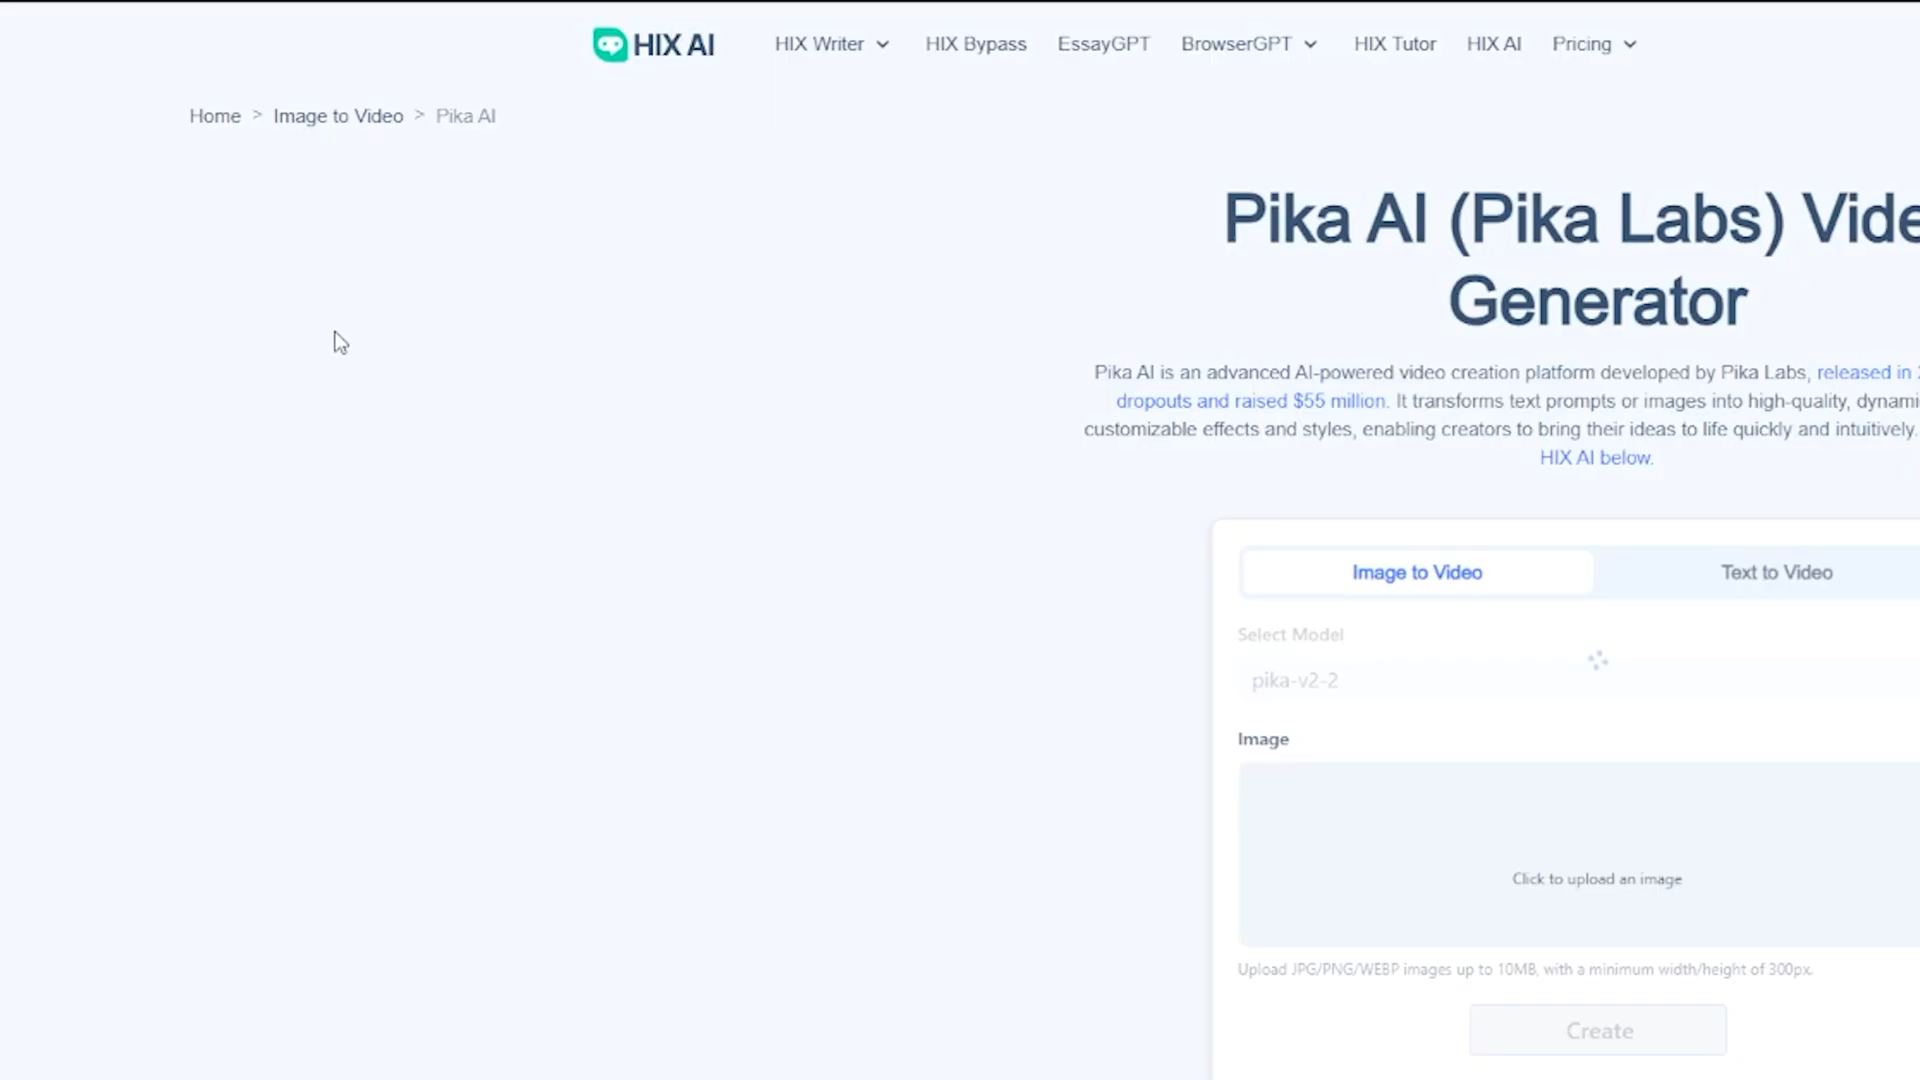 HIX AI
HIX Writer
HIX Bypass
EssayGPT
BrowserGPT
HIX Tutor
HIX AI
Pricing
Home > Image to Video > Pika AI
Pika AI (Pika Labs)
Generator
Pika AI is an advanced AI-powered video creation platform developed by Pika Labs, released in
dropouts and raised $55 million. It transforms text prompts or images into high-quality,
customizable effects and styles, enabling creators to bring their ideas to life quickly and intuitively.
HIX AI below.
Image to Video
Text to Video
Select Model
pika-v2-2
Image
Click to upload an image
Upload JPG/PNG/WEBP images up to 10MB, with a minimum width/height of 300px.
Create